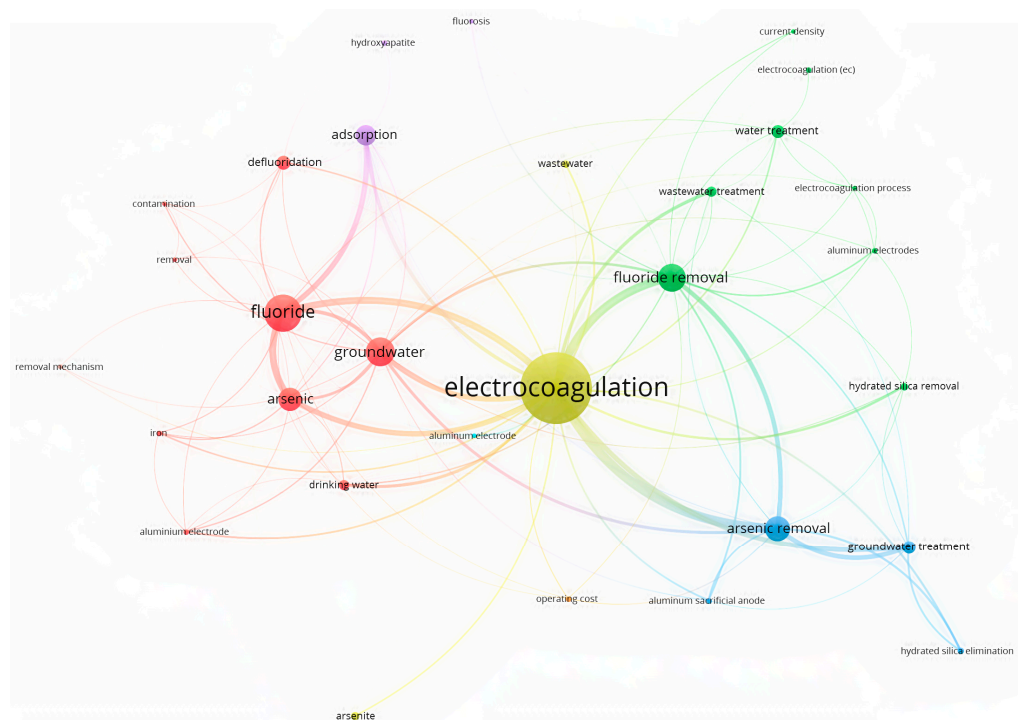 fluorosis
current density
hydroxyapatite
electrocoagulation (ec)
water treatment
adsorption
defluoridation
wastewater
wastewater treatment
electrocoagulation process
contamination
aluminum electrodes
removal
fluoride removal
fluoride
groundwater
removal mechanism
electrocoagulation
hydrated silica removal
arsenic
iron
aluminum electrode
drinking water
arsenic removal
aluminium electrode
groundwater treatment
operating cost
aluminum sacrificial anode
hydrated silica elimination
arsenite